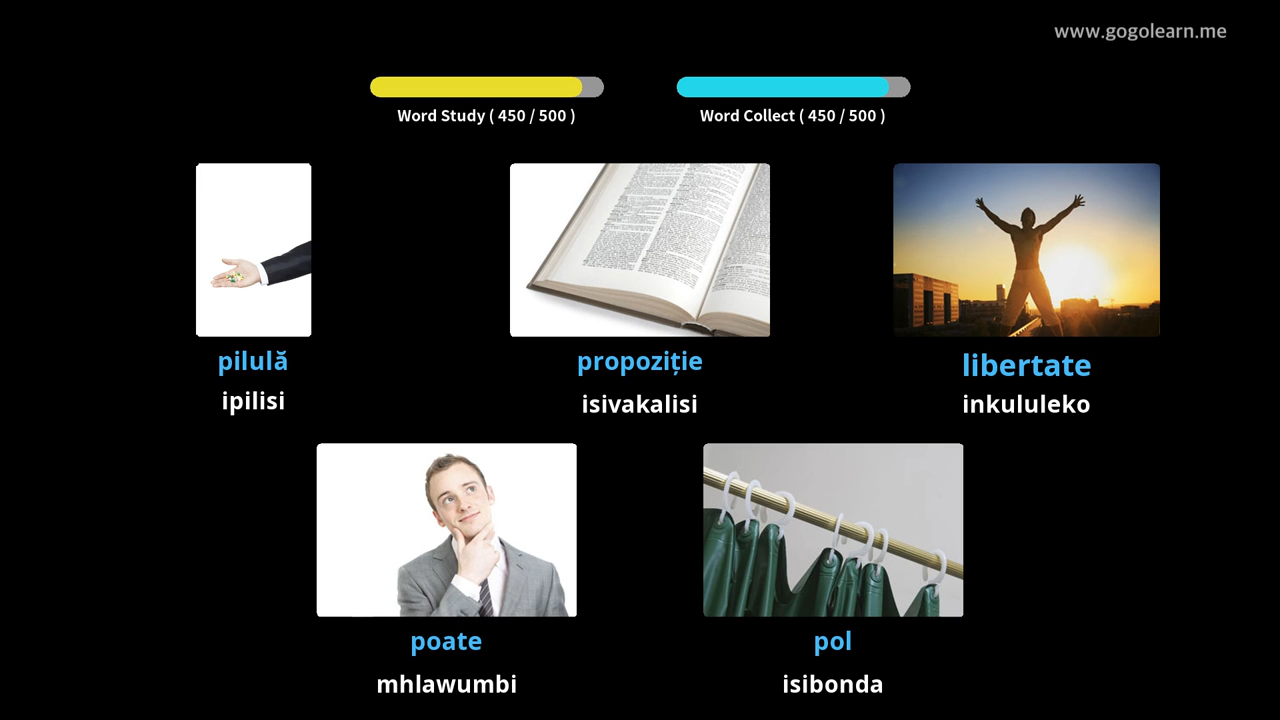 www.gogolearn.me
Word Study ( 450 / 500 )
Word Collect ( 450 / 500 )
pilulă
ipilisi
propoziție
isivakalisi
libertate
inkululeko
poate
mhlawumbi
pol
isibonda